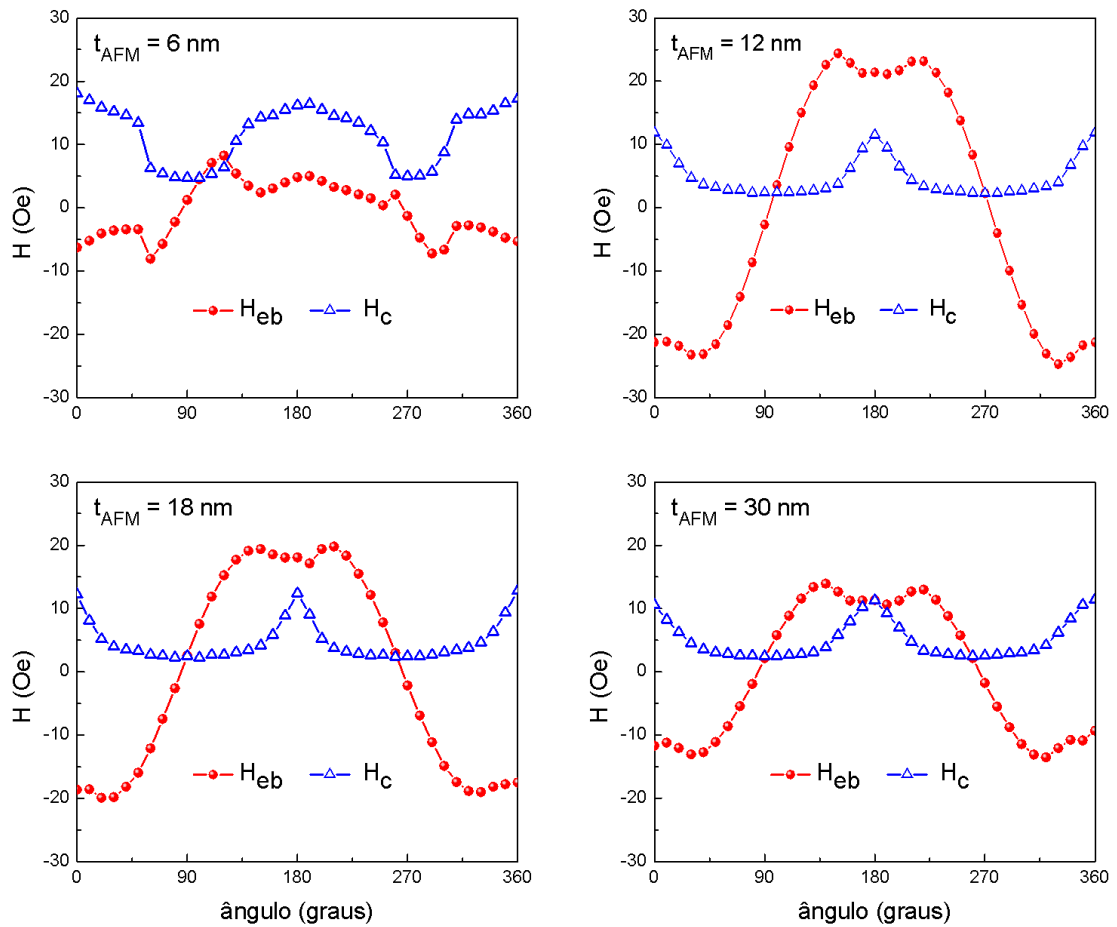 t_AFM = 6 nm
30
20
10
0
-10
-20
-30
H (Oe)
H_eb
H_c
0
90
180
270
360
t_AFM = 12 nm
30
20
10
0
-10
-20
-30
H (Oe)
H_eb
H_c
0
90
180
270
360
t_AFM = 18 nm
30
20
10
0
-10
-20
-30
H (Oe)
H_eb
H_c
0
90
180
270
360
ângulo (graus)
t_AFM = 30 nm
30
20
10
0
-10
-20
-30
H (Oe)
H_eb
H_c
0
90
180
270
360
ângulo (graus)